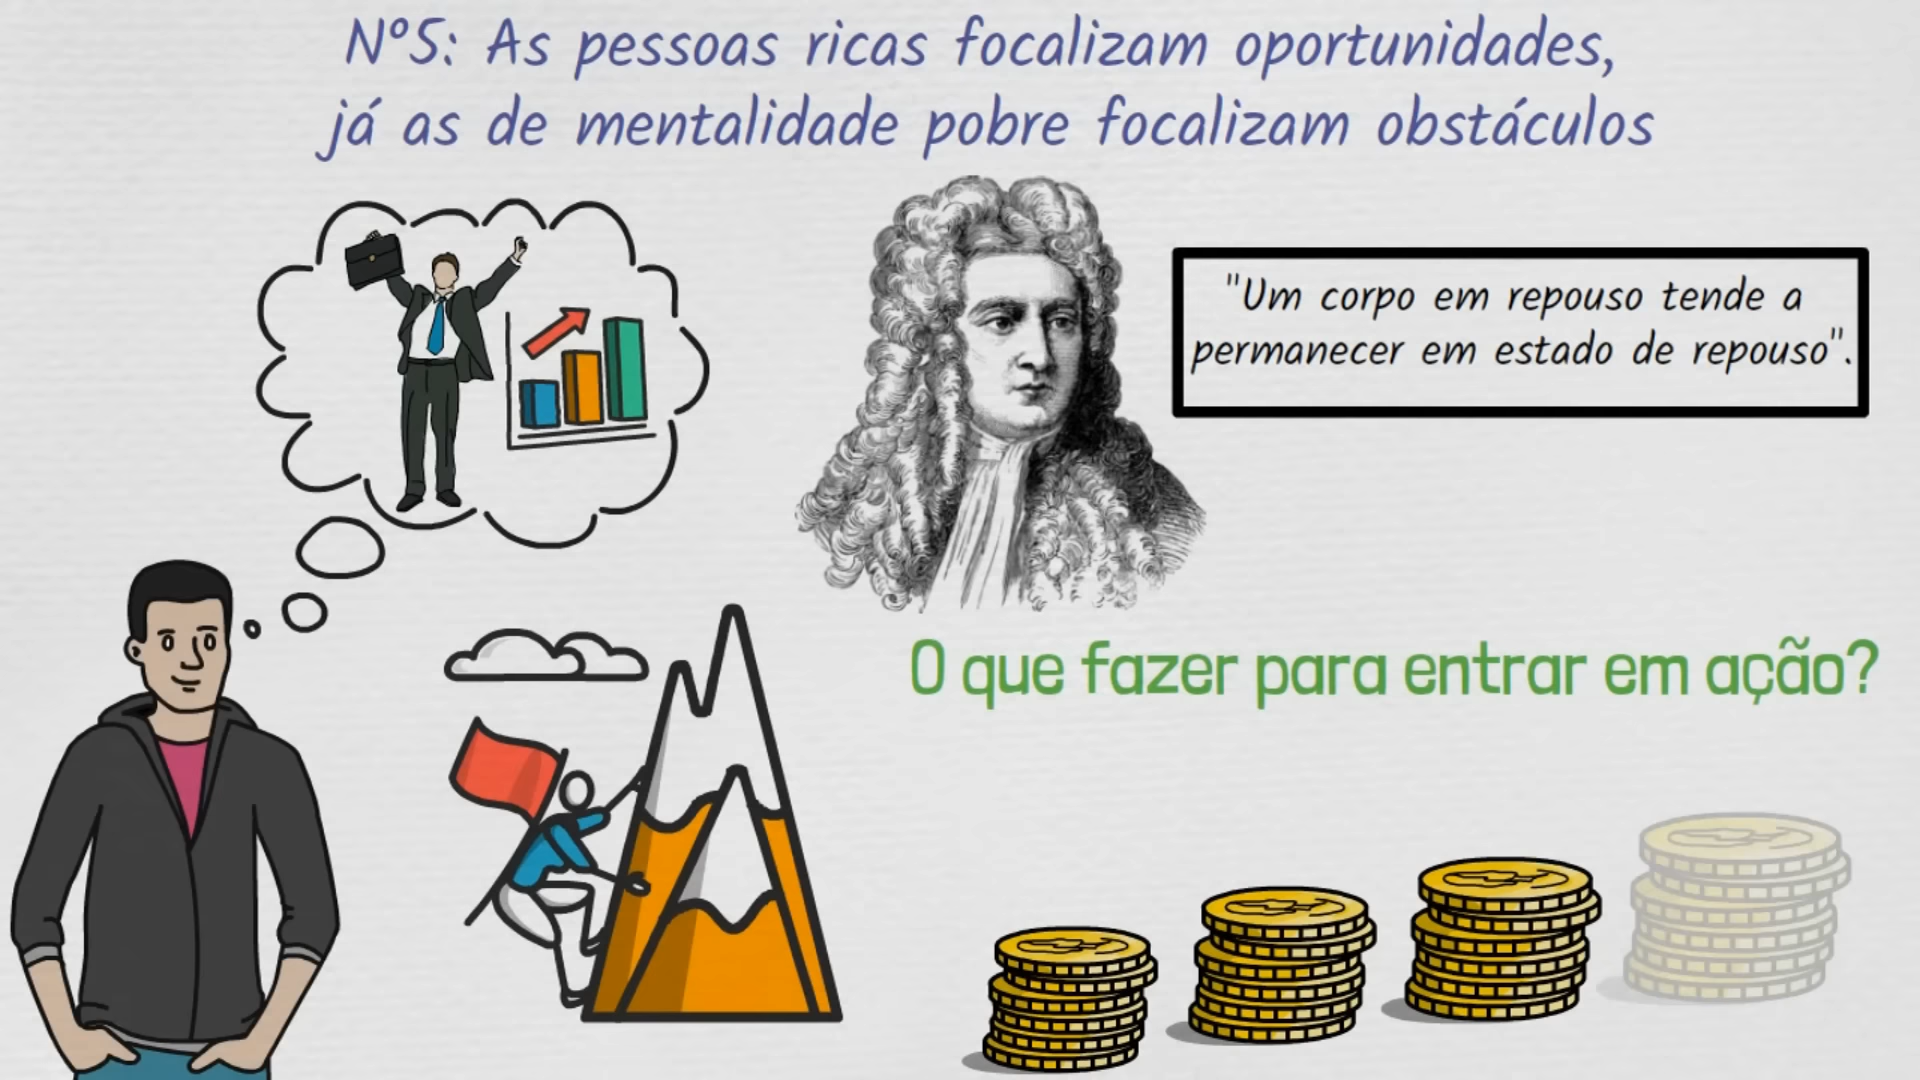 Nº5: As pessoas ricas focalizam oportunidades,
já as de mentalidade pobre focalizam obstáculos
"Um corpo em repouso tende a
permanecer em estado de repouso".
O que fazer para entrar em ação?